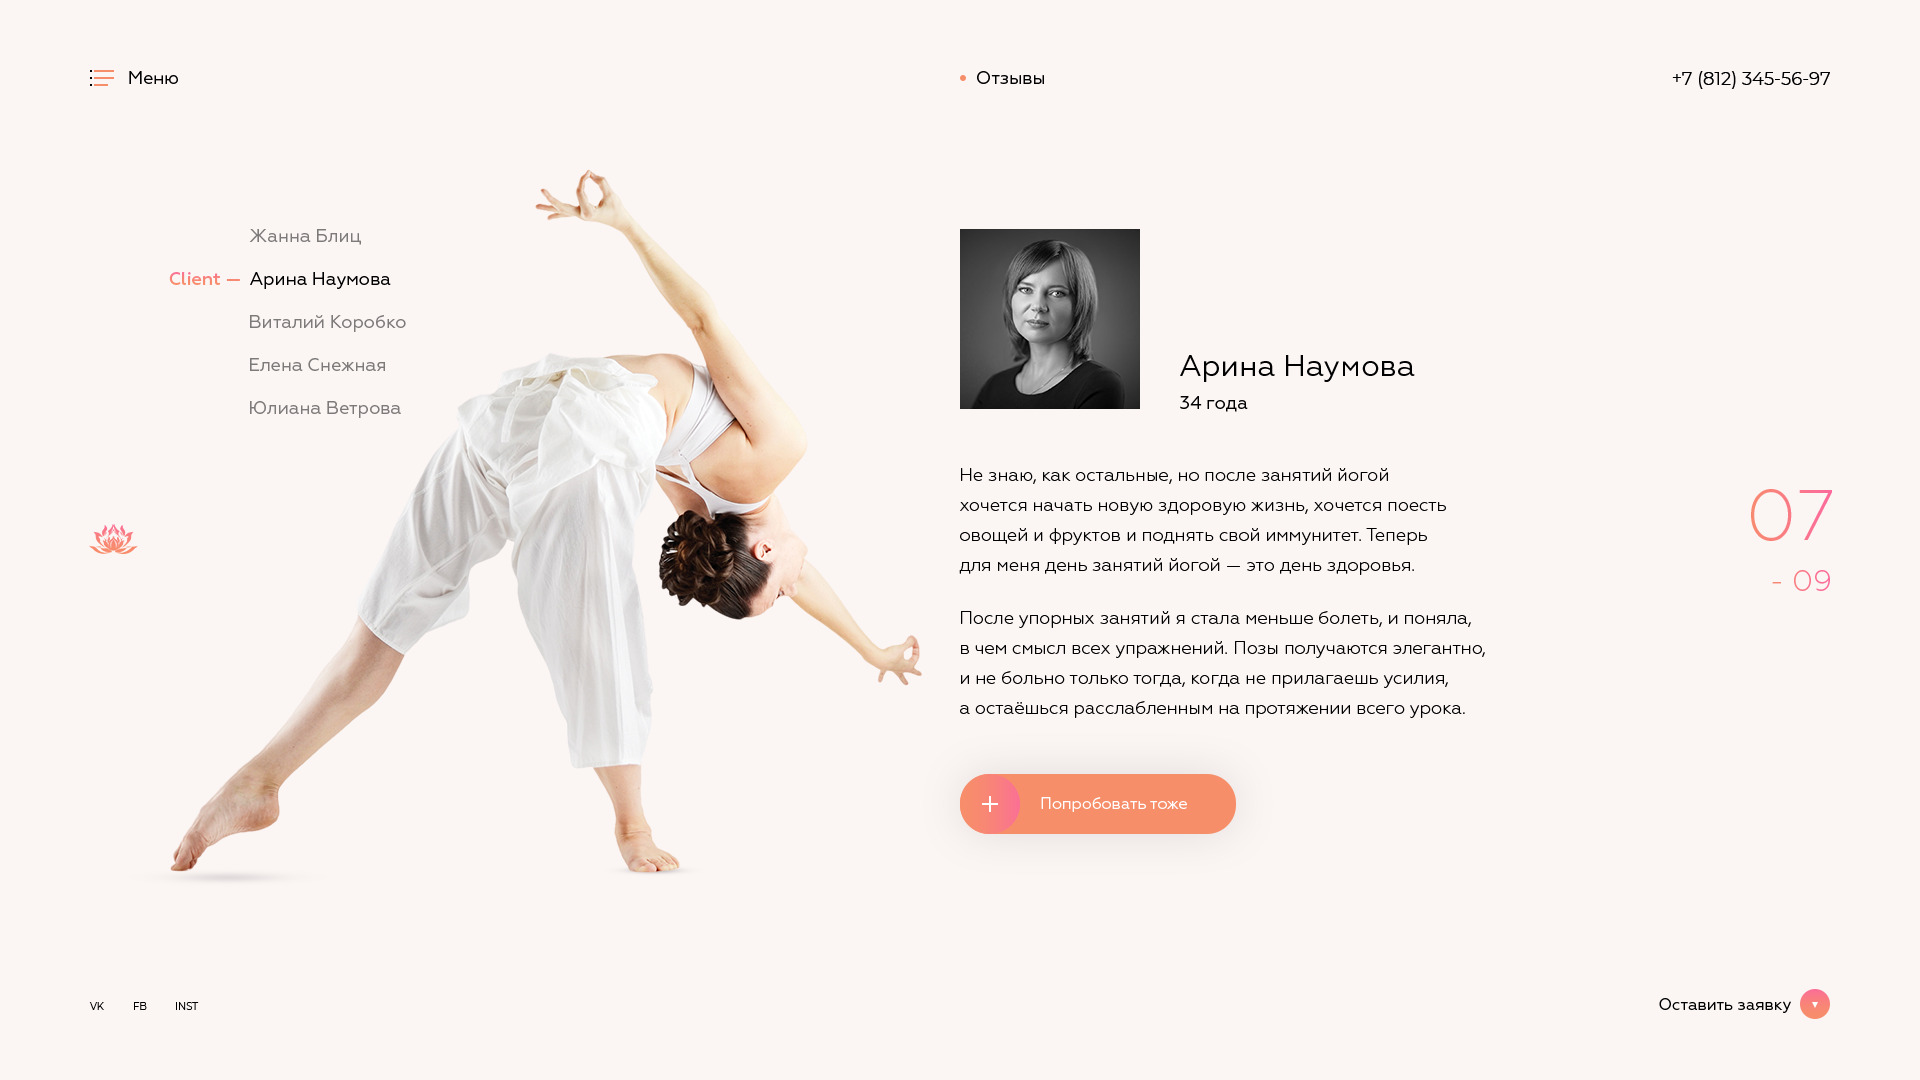 Меню
Отзывы
+7 (812) 345-56-97
Жанна Блиц
Client — Арина Наумова
Виталий Коробко
Елена Снежная
Юлиана Ветрова
Арина Наумова
34 года
Не знаю, как остальные, но после занятий йогой
хочется начать новую здоровую жизнь, хочется поесть
овощей и фруктов и поднять свой иммунитет. Теперь
для меня день занятий йогой — это день здоровья.
После упорных занятий я стала меньше болеть, и поняла,
в чем смысл всех упражнений. Позы получаются элегантно,
и не больно только тогда, когда не прилагаешь усилия,
а остаёшься расслабленным на протяжении всего урока.
07
- 09
Попробовать тоже
VK FB INST
Оставить заявку